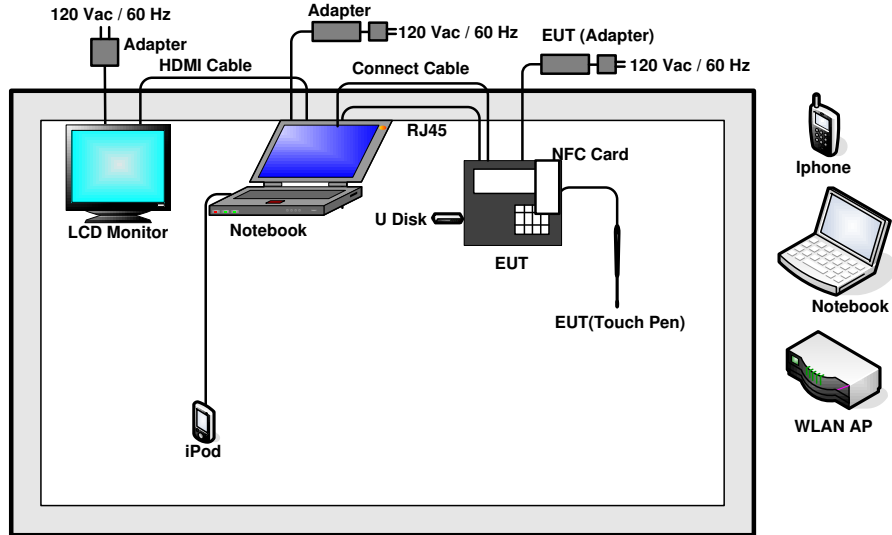 120 Vac / 60 Hz
Adapter
Adapter
120 Vac / 60 Hz
EUT (Adapter)
120 Vac / 60 Hz
HDMI Cable
Connect Cable
RJ45
NFC Card
LCD Monitor
Notebook
U Disk
EUT
EUT(Touch Pen)
iPod
Iphone
Notebook
WLAN AP